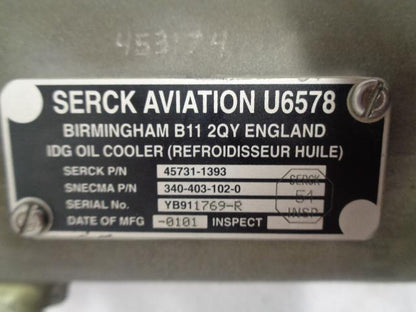 453174
SERCK AVIATION U6578
BIRMINGHAM B11 2QY ENGLAND
IDG OIL COOLER (REFROIDISSEUR HUILE)
SERCK P/N 45731-1393
SNECMA P/N 340-403-102-0
SERIAL No. YB911769-R
DATE OF MFG -0101 INSPECT
SERCK
54
INSP